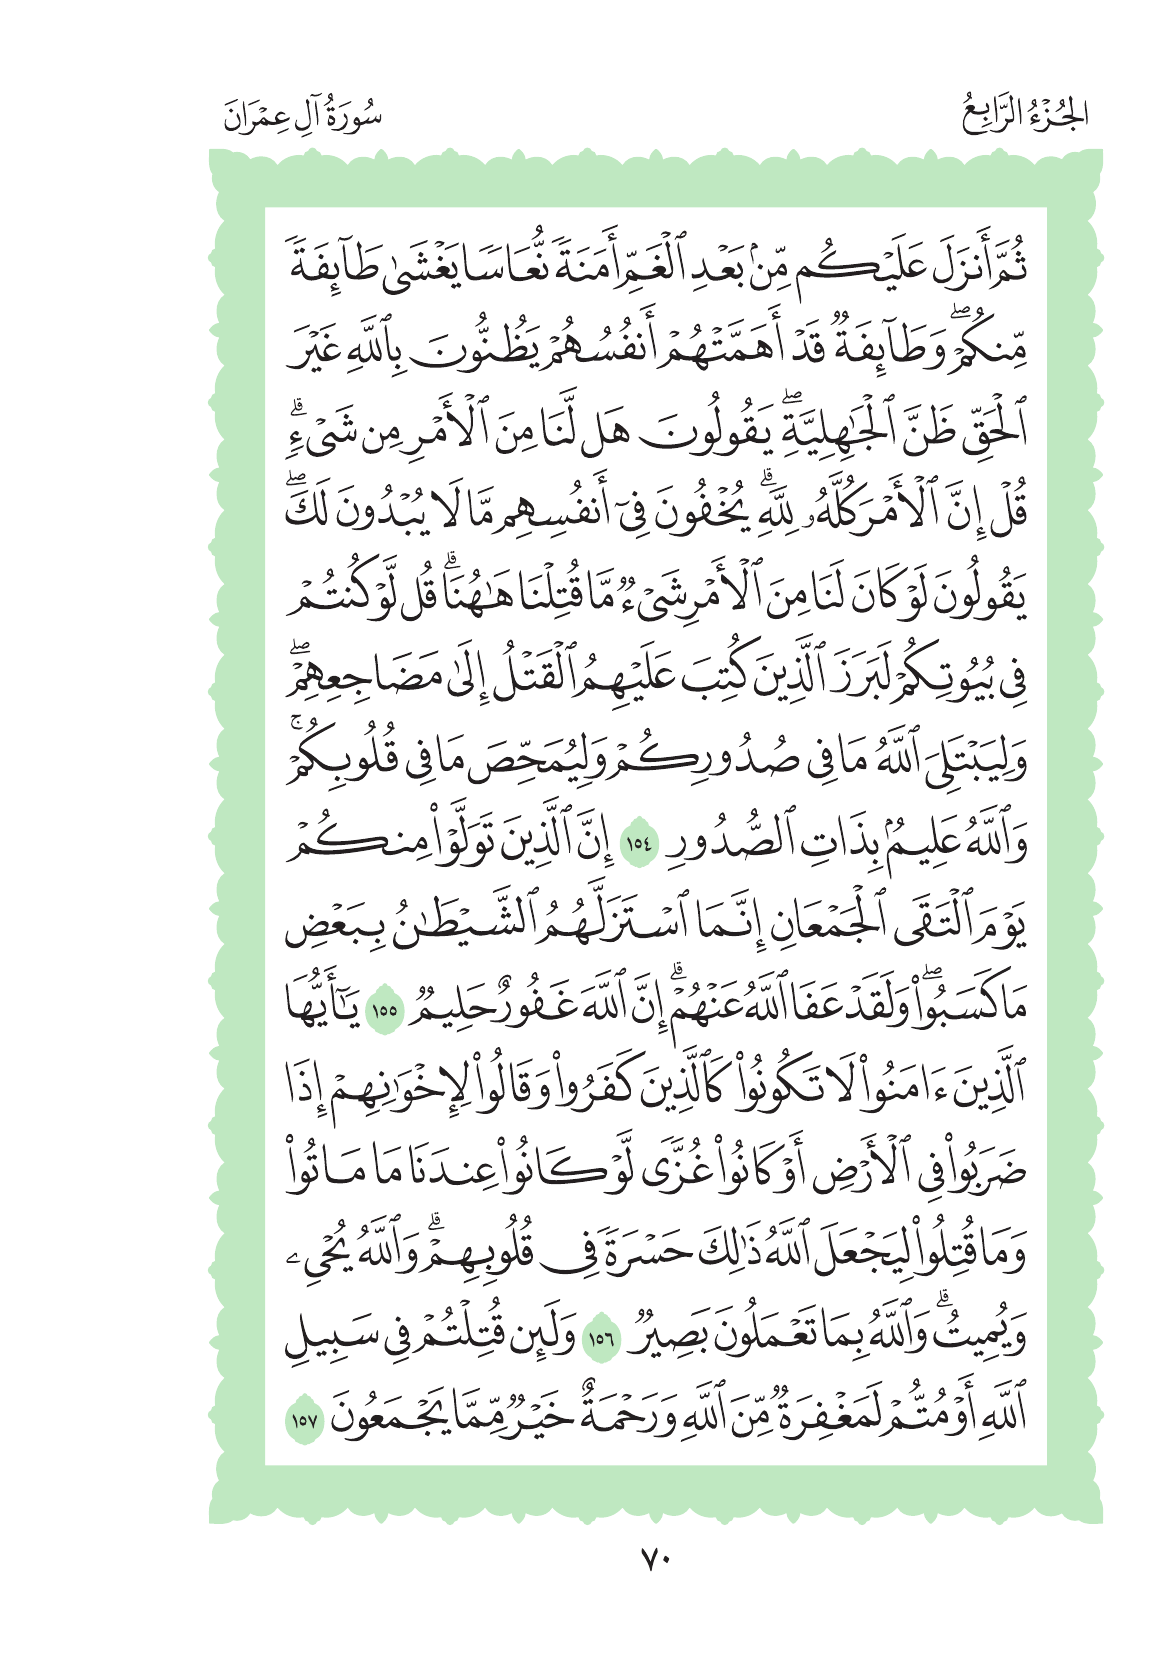 الجُزْءُ الرَّابِعُ
سُورَةُ آلِ عِمْرَانَ
ثُمَّ أَنزَلَ عَلَيْكُم مِّنۢ بَعْدِ ٱلْغَمِّ أَمَنَةً نُّعَاسًا يَغْشَىٰ طَآئِفَةً
مِّنكُمْۖ وَطَآئِفَةٌ قَدْ أَهَمَّتْهُمْ أَنفُسُهُمْ يَظُنُّونَ بِٱللَّهِ غَيْرَ
ٱلْحَقِّ ظَنَّ ٱلْجَٰهِلِيَّةِۖ يَقُولُونَ هَل لَّنَا مِنَ ٱلْأَمْرِ مِن شَىْءٍۗ
قُلْ إِنَّ ٱلْأَمْرَ كُلَّهُۥ لِلَّهِۗ يُخْفُونَ فِىٓ أَنفُسِهِم مَّا لَا يُبْدُونَ لَكَۖ
يَقُولُونَ لَوْ كَانَ لَنَا مِنَ ٱلْأَمْرِ شَىْءٌ مَّا قُتِلْنَا هَٰهُنَاۗ قُل لَّوْ كُنتُمْ
فِى بُيُوتِكُمْ لَبَرَزَ ٱلَّذِينَ كُتِبَ عَلَيْهِمُ ٱلْقَتْلُ إِلَىٰ مَضَاجِعِهِمْۖ
وَلِيَبْتَلِىَ ٱللَّهُ مَا فِى صُدُورِكُمْ وَلِيُمَحِّصَ مَا فِى قُلُوبِكُمْۚ
وَٱللَّهُ عَلِيمٌۢ بِذَاتِ ٱلصُّدُورِ ١٥٤ إِنَّ ٱلَّذِينَ تَوَلَّوْا۟ مِنكُمْ
يَوْمَ ٱلْتَقَى ٱلْجَمْعَانِ إِنَّمَا ٱسْتَزَلَّهُمُ ٱلشَّيْطَٰنُ بِبَعْضِ
مَا كَسَبُوا۟ۖ وَلَقَدْ عَفَا ٱللَّهُ عَنْهُمْۗ إِنَّ ٱللَّهَ غَفُورٌ حَلِيمٌ ١٥٥ يَٰٓأَيُّهَا
ٱلَّذِينَ ءَامَنُوا۟ لَا تَكُونُوا۟ كَٱلَّذِينَ كَفَرُوا۟ وَقَالُوا۟ لِإِخْوَٰنِهِمْ إِذَا
ضَرَبُوا۟ فِى ٱلْأَرْضِ أَوْ كَانُوا۟ غُزًّى لَّوْ كَانُوا۟ عِندَنَا مَا مَاتُوا۟
وَمَا قُتِلُوا۟ لِيَجْعَلَ ٱللَّهُ ذَٰلِكَ حَسْرَةً فِى قُلُوبِهِمْۗ وَٱللَّهُ يُحْىِۦ
وَيُمِيتُۗ وَٱللَّهُ بِمَا تَعْمَلُونَ بَصِيرٌ ١٥٦ وَلَئِن قُتِلْتُمْ فِى سَبِيلِ
ٱللَّهِ أَوْ مُتُّمْ لَمَغْفِرَةٌ مِّنَ ٱللَّهِ وَرَحْمَةٌ خَيْرٌ مِّمَّا يَجْمَعُونَ ١٥٧
٧٠